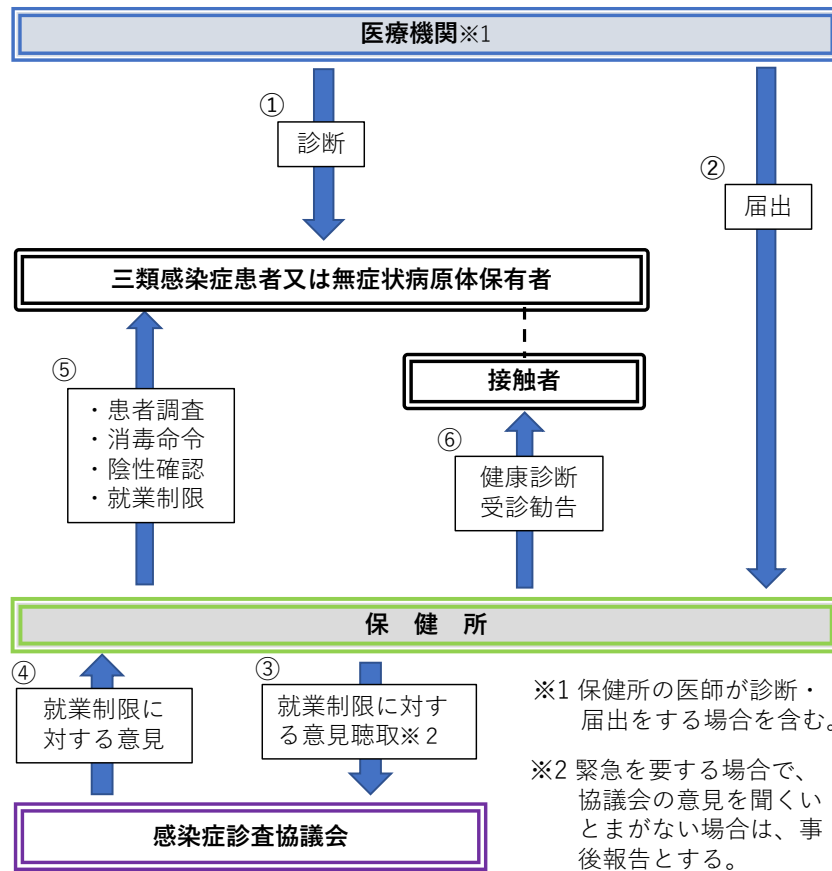 医療機関※1
①
診断
②
届出
三類感染症患者又は無症状病原体保有者
接触者
⑤
・患者調査
・消毒命令
・陰性確認
・就業制限
⑥
健康診断
受診勧告
保　健　所
④
就業制限に
対する意見
③
就業制限に対す
る意見聴取※2
感染症診査協議会
※1 保健所の医師が診断・
届出をする場合を含む。
※2 緊急を要する場合で、
協議会の意見を聞くい
とまがない場合は、事
後報告とする。